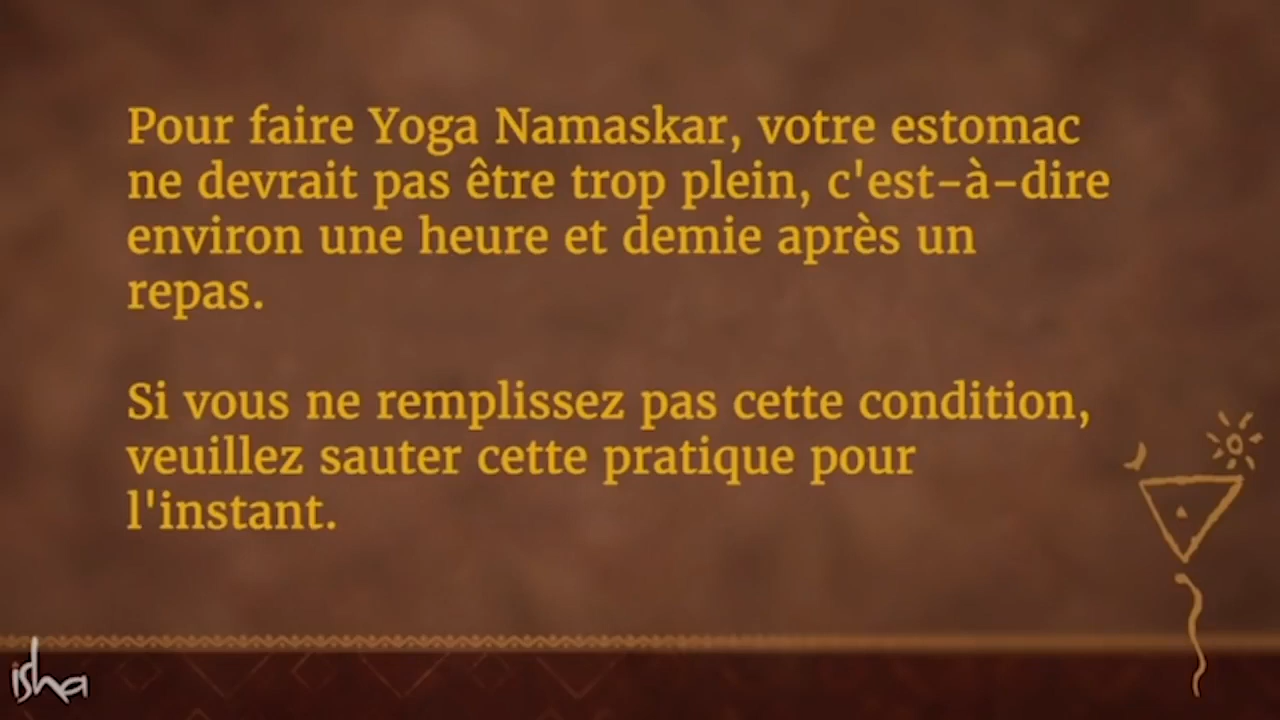 Pour faire Yoga Namaskar, votre estomac
ne devrait pas être trop plein, c'est-à-dire
environ une heure et demie après un
repas.
Si vous ne remplissez pas cette condition,
veuillez sauter cette pratique pour
l'instant.
isha